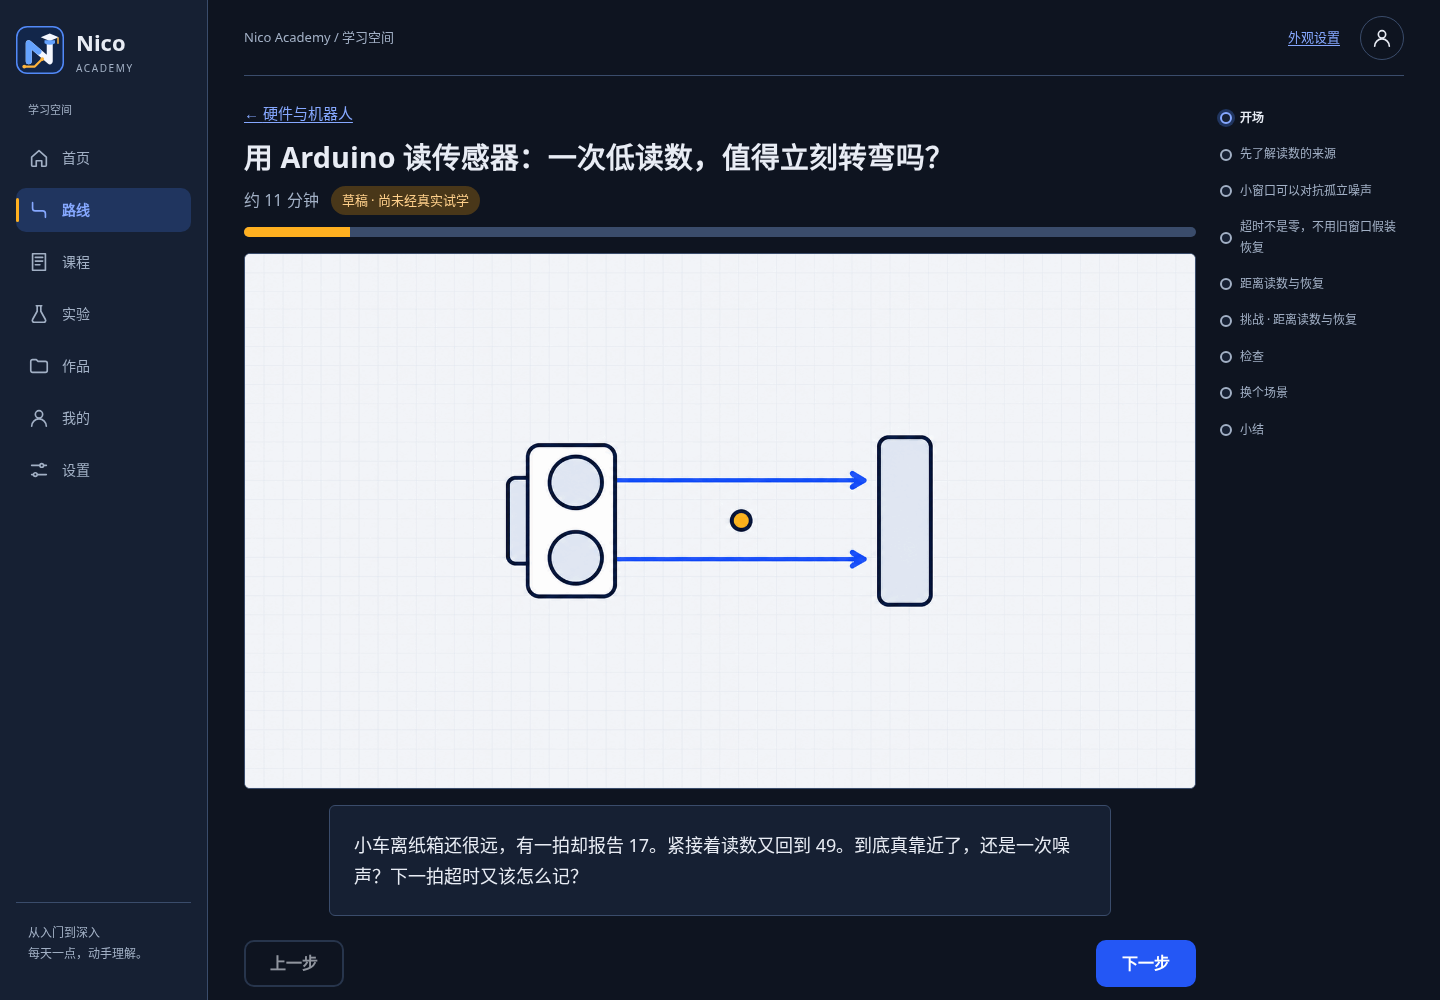 Nico
ACADEMY
学习空间
首页
路线
课程
实验
作品
我的
设置
从入门到深入
每天一点，动手理解。
Nico Academy / 学习空间
外观设置
← 硬件与机器人
用 Arduino 读传感器：一次低读数，值得立刻转弯吗？
约 11 分钟
草稿 · 尚未经真实试学
小车离纸箱还很远，有一拍却报告 17。紧接着读数又回到 49。到底真靠近了，还是一次噪
声？下一拍超时又该怎么记？
上一步
下一步
开场
先了解读数的来源
小窗口可以对抗孤立噪声
超时不是零，不用旧窗口假装
恢复
距离读数与恢复
挑战 · 距离读数与恢复
检查
换个场景
小结